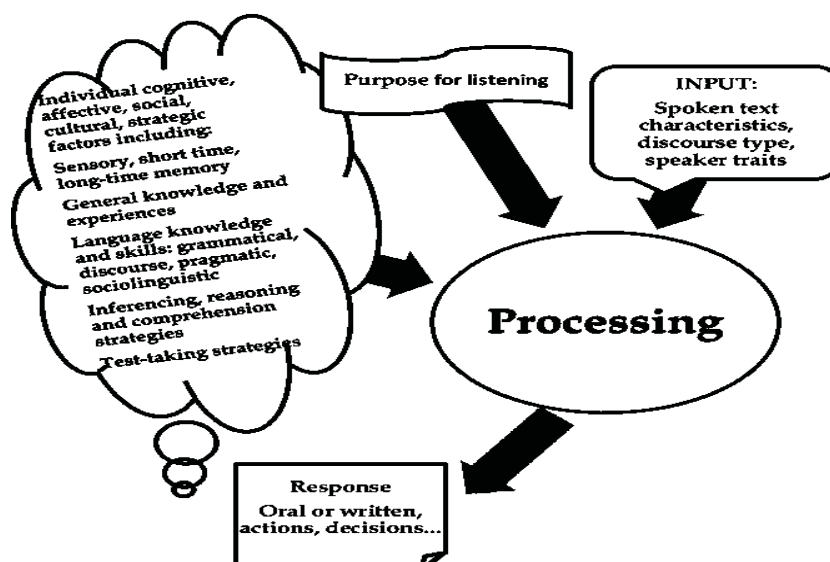 Individual cognitive,
affective, social,
cultural, strategic
factors including:
Sensory, short time,
long-time memory
General knowledge and
experiences
Language knowledge
and skills: grammatical,
discourse, pragmatic,
sociolinguistic
Inferencing, reasoning
and comprehension
strategies
Test-taking strategies
Purpose for listening
INPUT:
Spoken text
characteristics,
discourse type,
speaker traits
Processing
Response
Oral or written,
actions, decisions...